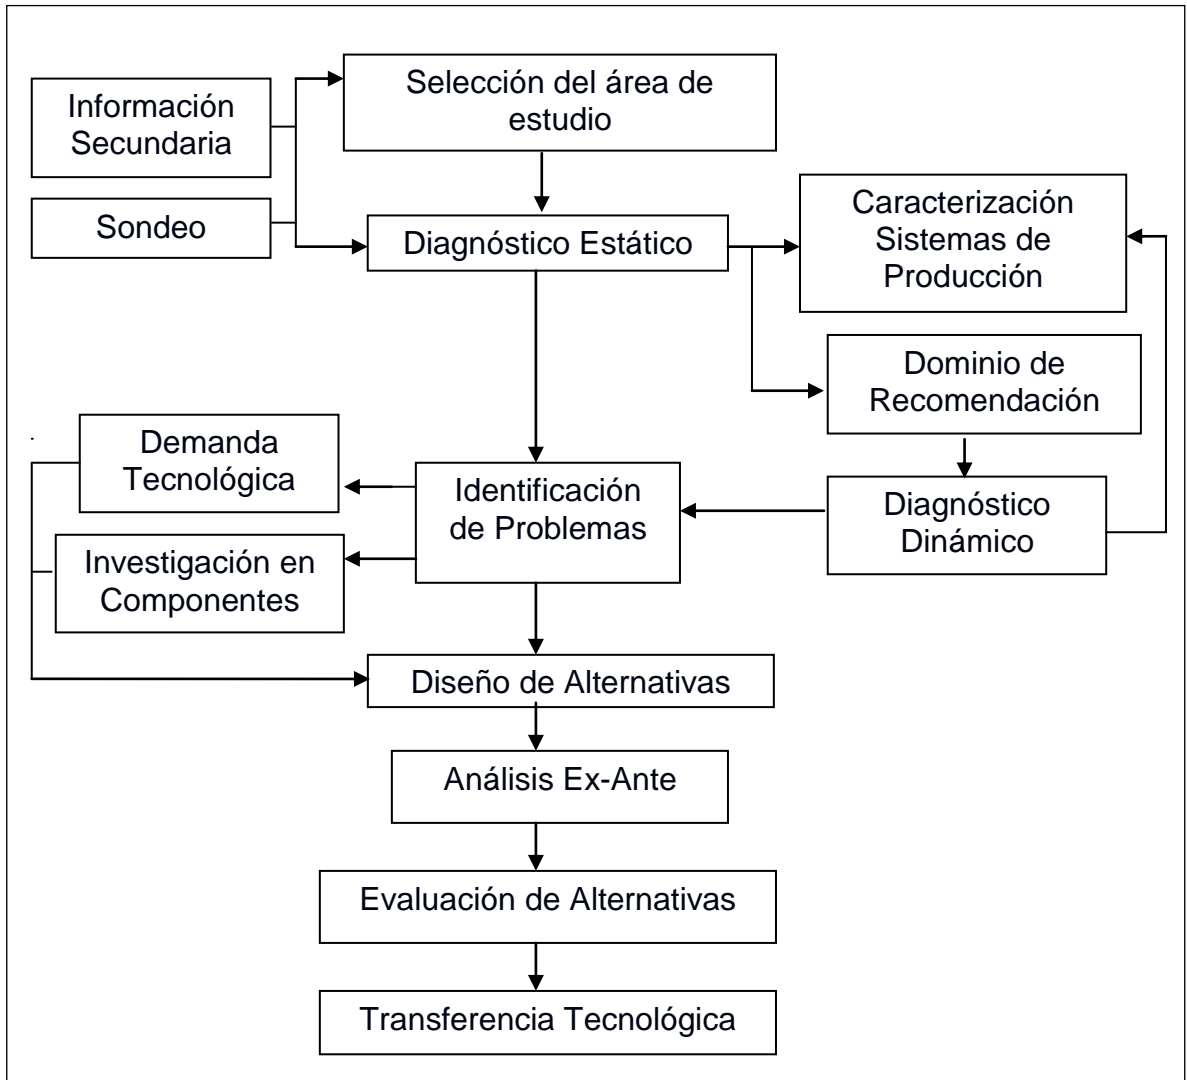 Selección del área de
estudio
Información
Secundaria
Sondeo
Diagnóstico Estático
Caracterización
Sistemas de
Producción
Dominio de
Recomendación
Demanda
Tecnológica
Identificación
de Problemas
Diagnóstico
Dinámico
Investigación en
Componentes
Diseño de Alternativas
Análisis Ex-Ante
Evaluación de Alternativas
Transferencia Tecnológica